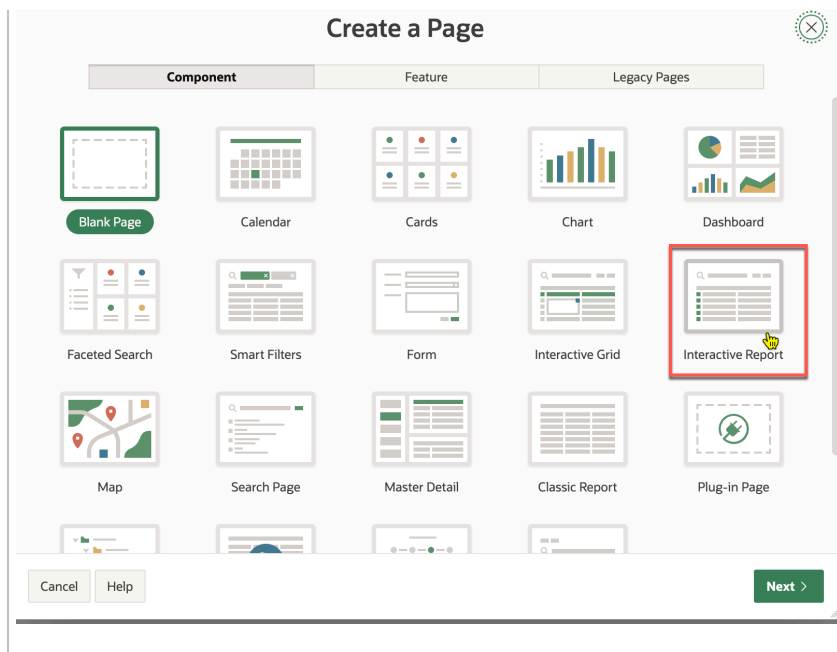 Create a Page
Component Feature Legacy Pages
Blank Page Calendar Cards Chart Dashboard
Faceted Search Smart Filters Form Interactive Grid Interactive Report
Map Search Page Master Detail Classic Report Plug-in Page
Cancel Help Next >